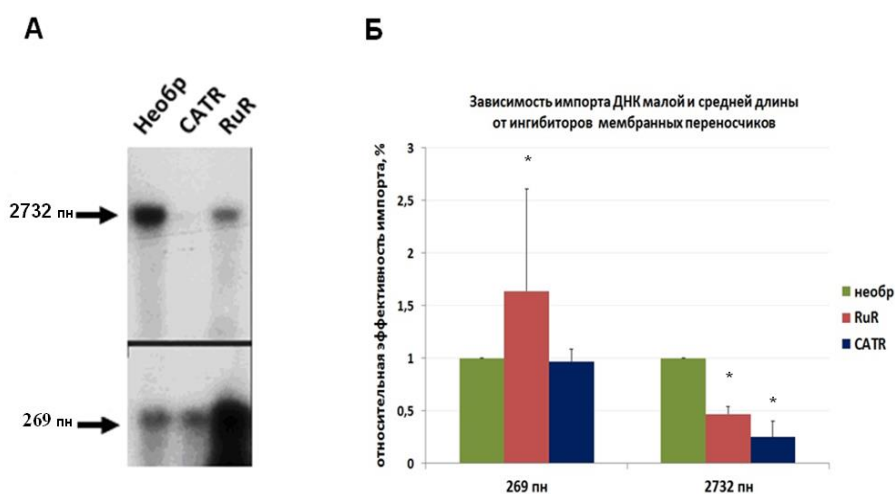 А
Необр
CATR
RuR
2732 пн
269 пн
Б
Зависимость импорта ДНК малой и средней длины
от ингибиторов мембранных переносчиков
относительная эффективность импорта, %
3
2,5
2
1,5
1
0,5
0
*
*
*
269 пн
2732 пн
необр
RuR
CATR